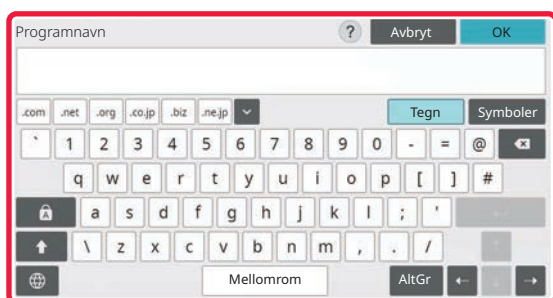 Programnavn ? Avbryt OK
.com .net .org .co.jp .biz .ne.jp Tegn Symboler
` 1 2 3 4 5 6 7 8 9 0 - = @
q w e r t y u i o p [ ] #
A a s d f g h j k l ; '
\ z x c v b n m , . /
Mellomrom AltGr